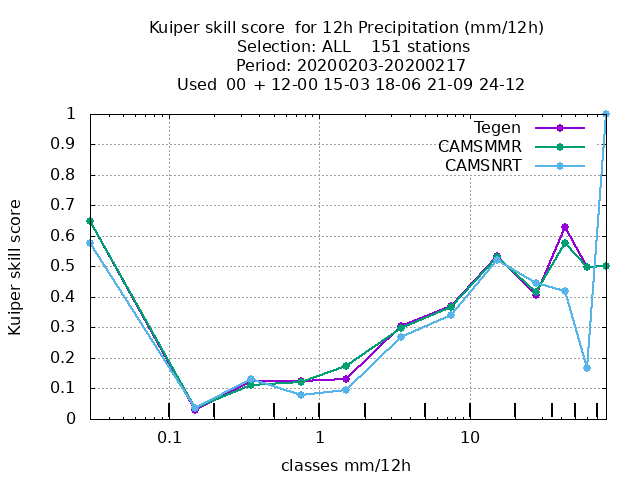 Kuiper skill score  for 12h Precipitation (mm/12h)
Selection: ALL    151 stations
Period: 20200203-20200217
Used  00 + 12-00 15-03 18-06 21-09 24-12
Tegen
CAMSMMR
CAMSNRT
Kuiper skill score
1
0.9
0.8
0.7
0.6
0.5
0.4
0.3
0.2
0.1
0
0.1 1 10
classes mm/12h